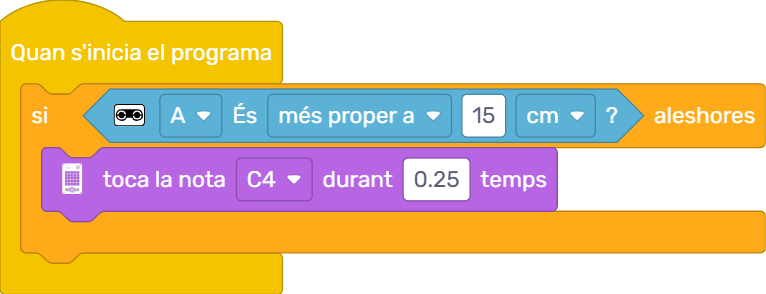 Quan s'inicia el programa
si A És més proper a 15 cm ? aleshores
toca la nota C4 durant 0.25 temps